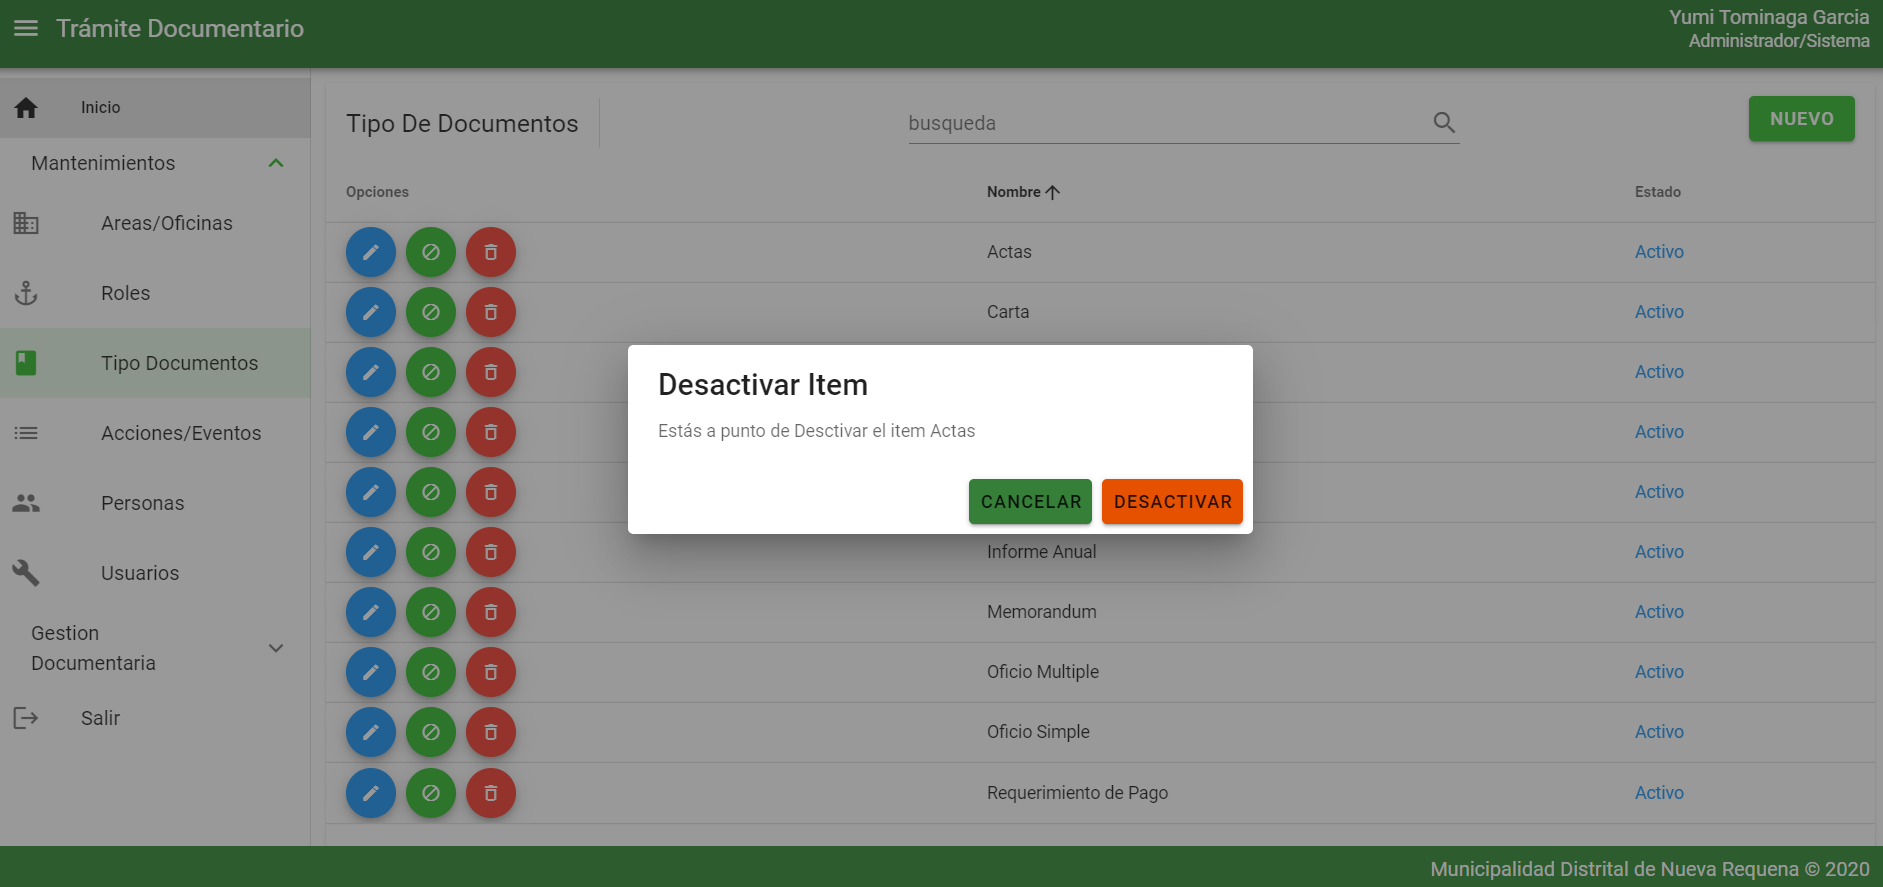 Trámite Documentario
Yumi Tominaga Garcia
Administrador/Sistema
Inicio
Mantenimientos
Areas/Oficinas
Roles
Tipo Documentos
Acciones/Eventos
Personas
Usuarios
Gestion
Documentaria
Salir
Tipo De Documentos
busqueda
NUEVO
Opciones Nombre Estado
Actas Activo
Carta Activo
Activo
Activo
Activo
Informe Anual Activo
Memorandum Activo
Oficio Multiple Activo
Oficio Simple Activo
Requerimiento de Pago Activo
Desactivar Item
Estás a punto de Desctivar el item Actas
CANCELAR DESACTIVAR
Municipalidad Distrital de Nueva Requena © 2020